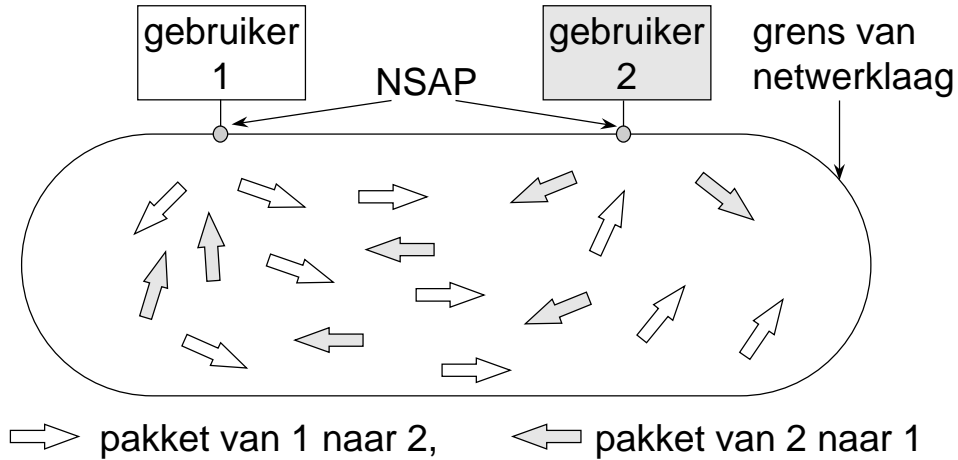 gebruiker
1
NSAP
gebruiker
2
grens van
netwerklaag
pakket van 1 naar 2,
pakket van 2 naar 1